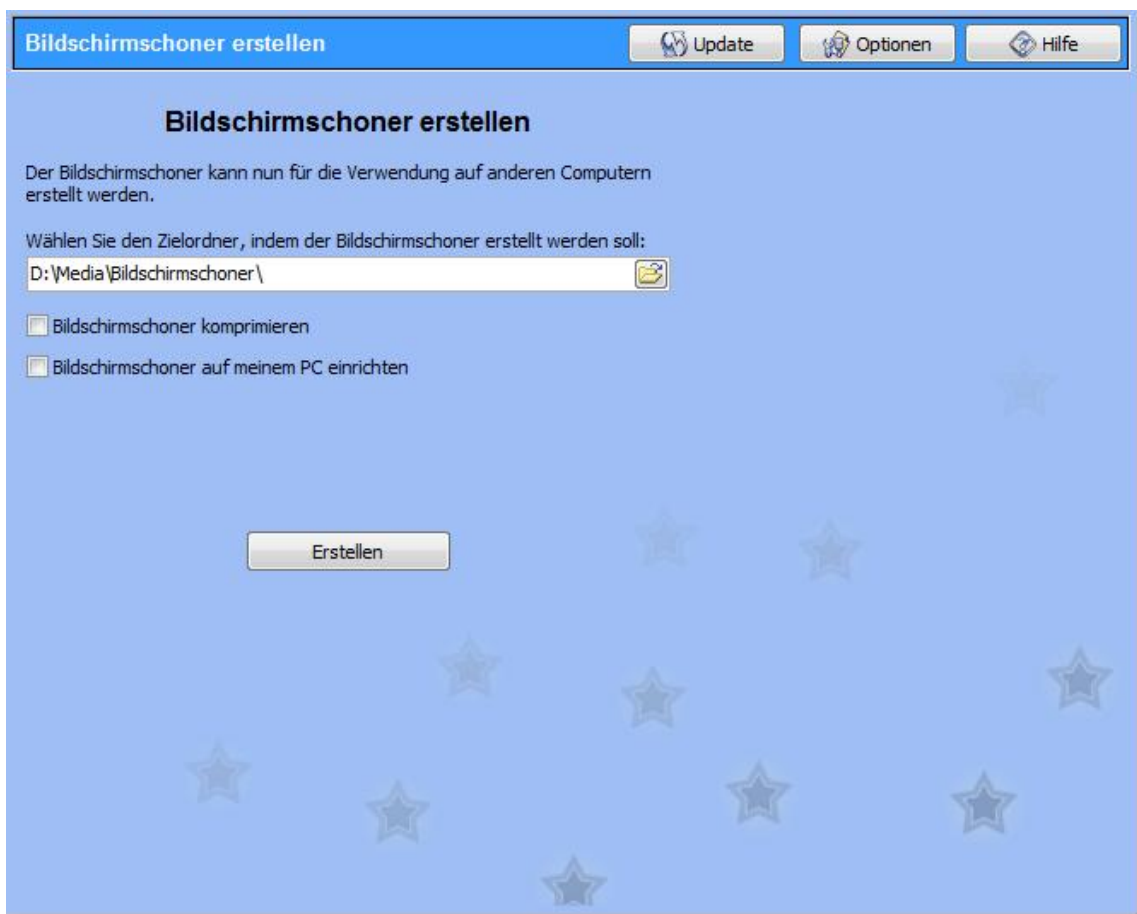 Bildschirmschoner erstellen
Update
Optionen
Hilfe
Bildschirmschoner erstellen
Der Bildschirmschoner kann nun für die Verwendung auf anderen Computern
erstellt werden.
Wählen Sie den Zielordner, indem der Bildschirmschoner erstellt werden soll:
D:\Media\Bildschirmschoner\
Bildschirmschoner komprimieren
Bildschirmschoner auf meinem PC einrichten
Erstellen